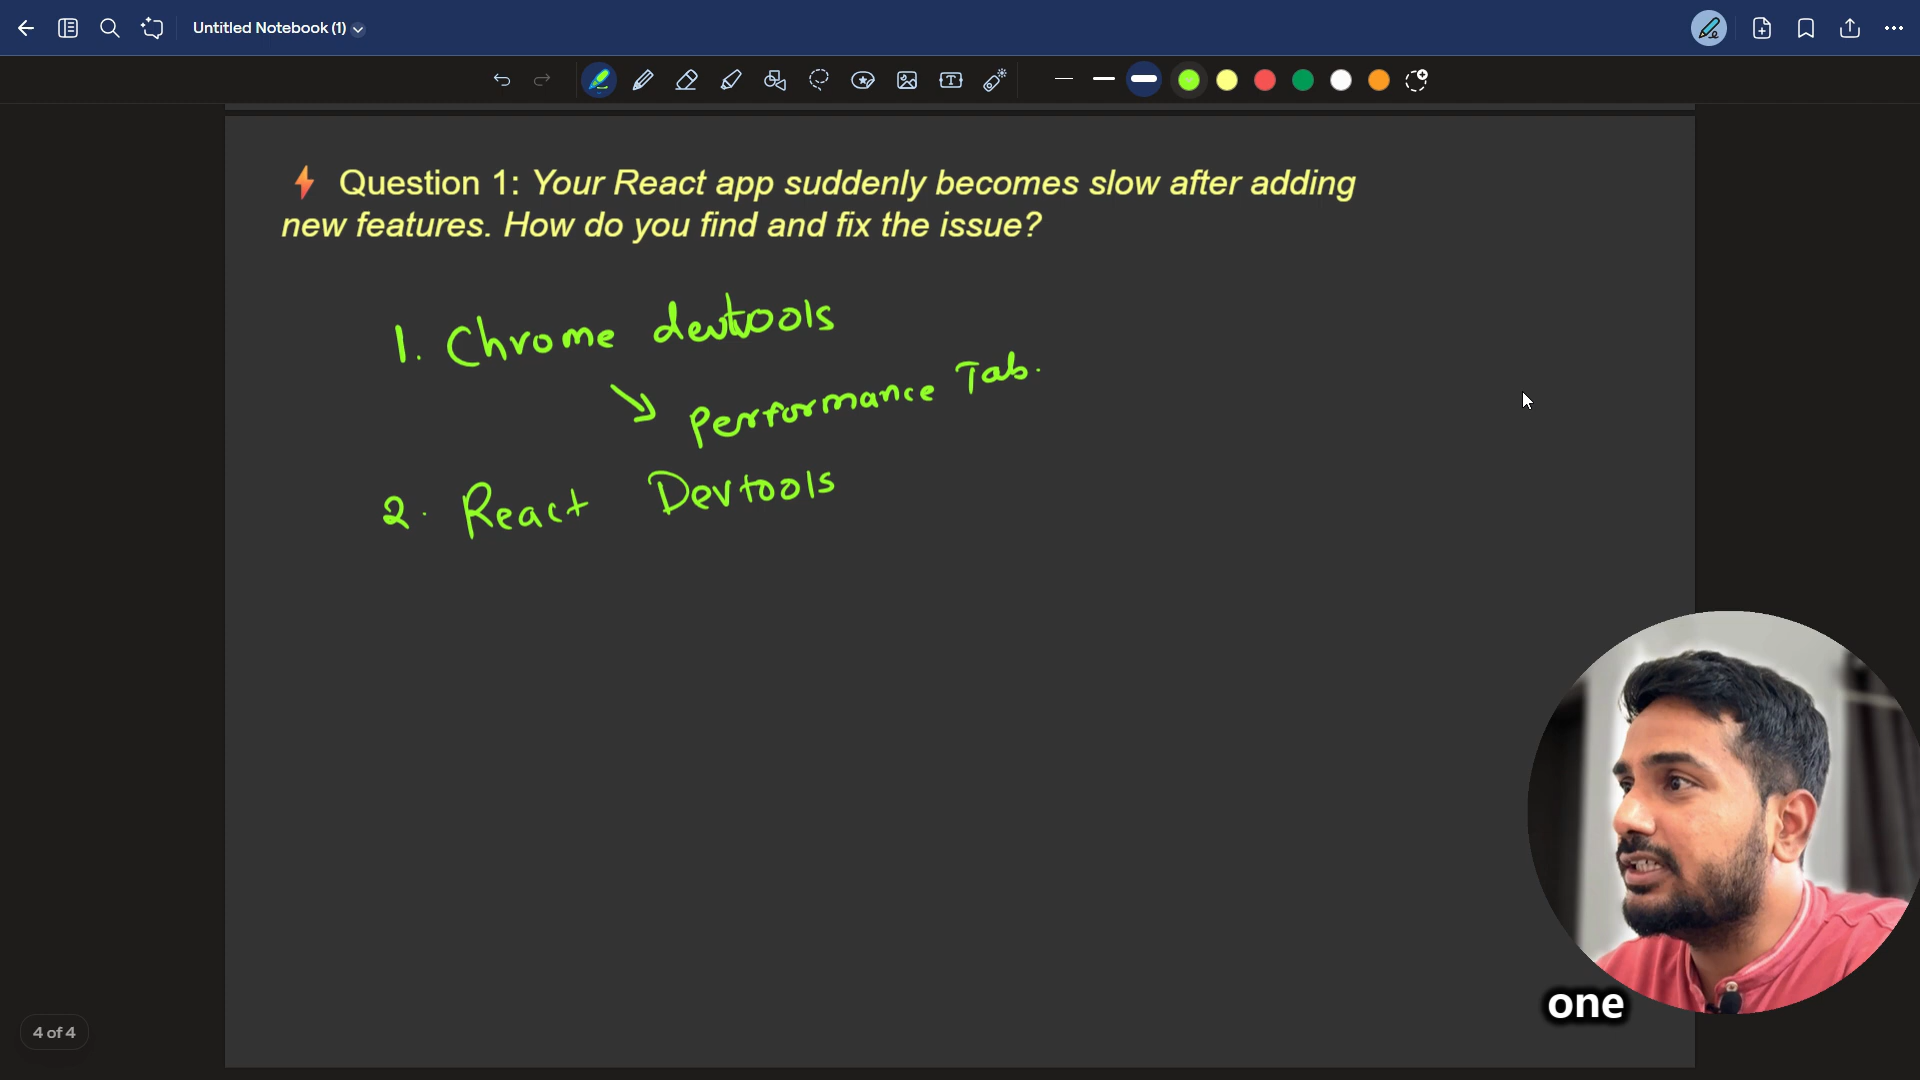 Untitled Notebook (1)
⚡ Question 1: Your React app suddenly becomes slow after adding
new features. How do you find and fix the issue?
1. Chrome devtools
↘ Performance Tab.
2. React Devtools
one
4 of 4